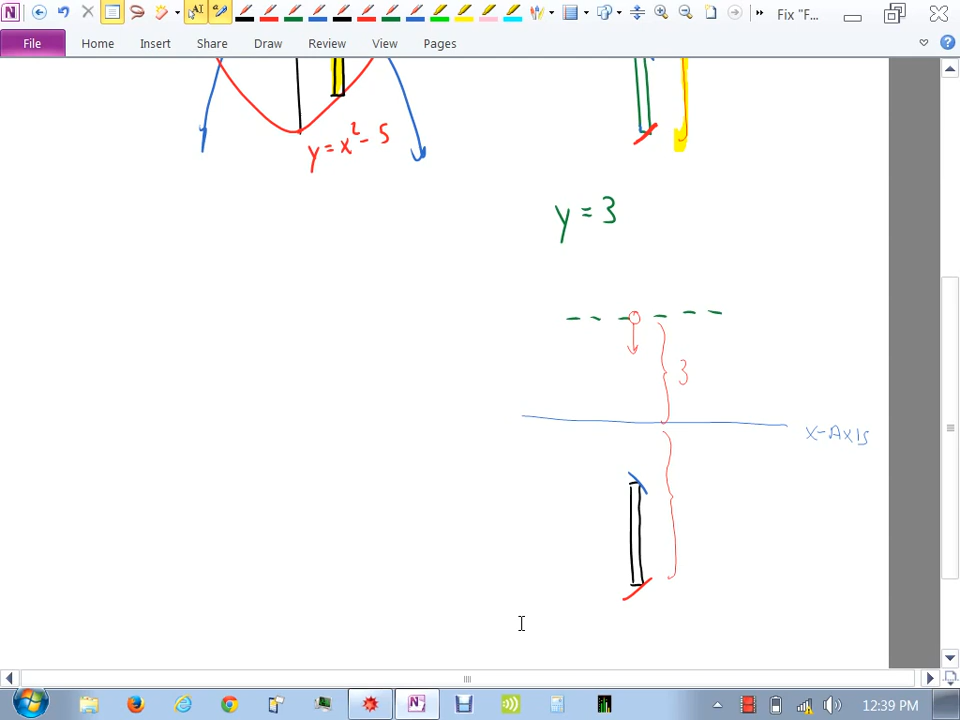 Fix "F...
File Home Insert Share Draw Review View Pages
y = x² - 5
y = 3
3
x-Axis
12:39 PM